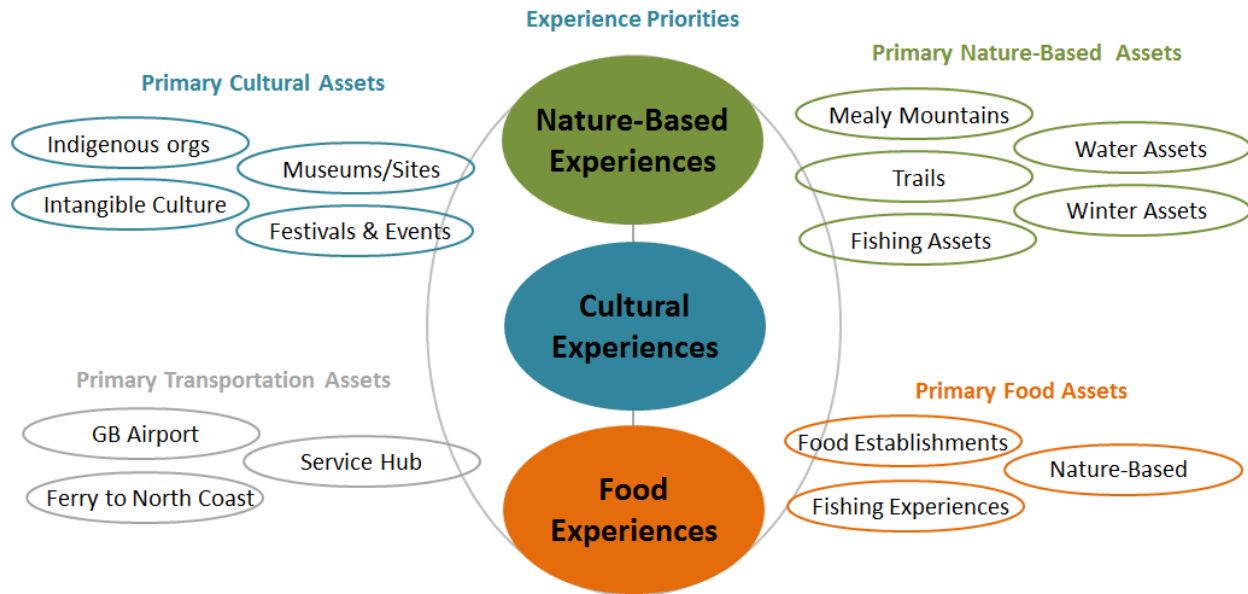 Experience Priorities
Primary Cultural Assets
Indigenous orgs
Museums/Sites
Intangible Culture
Festivals & Events
Nature-Based
Experiences
Cultural
Experiences
Food
Experiences
Primary Nature-Based Assets
Mealy Mountains
Water Assets
Trails
Winter Assets
Fishing Assets
Primary Transportation Assets
GB Airport
Service Hub
Ferry to North Coast
Primary Food Assets
Food Establishments
Nature-Based
Fishing Experiences